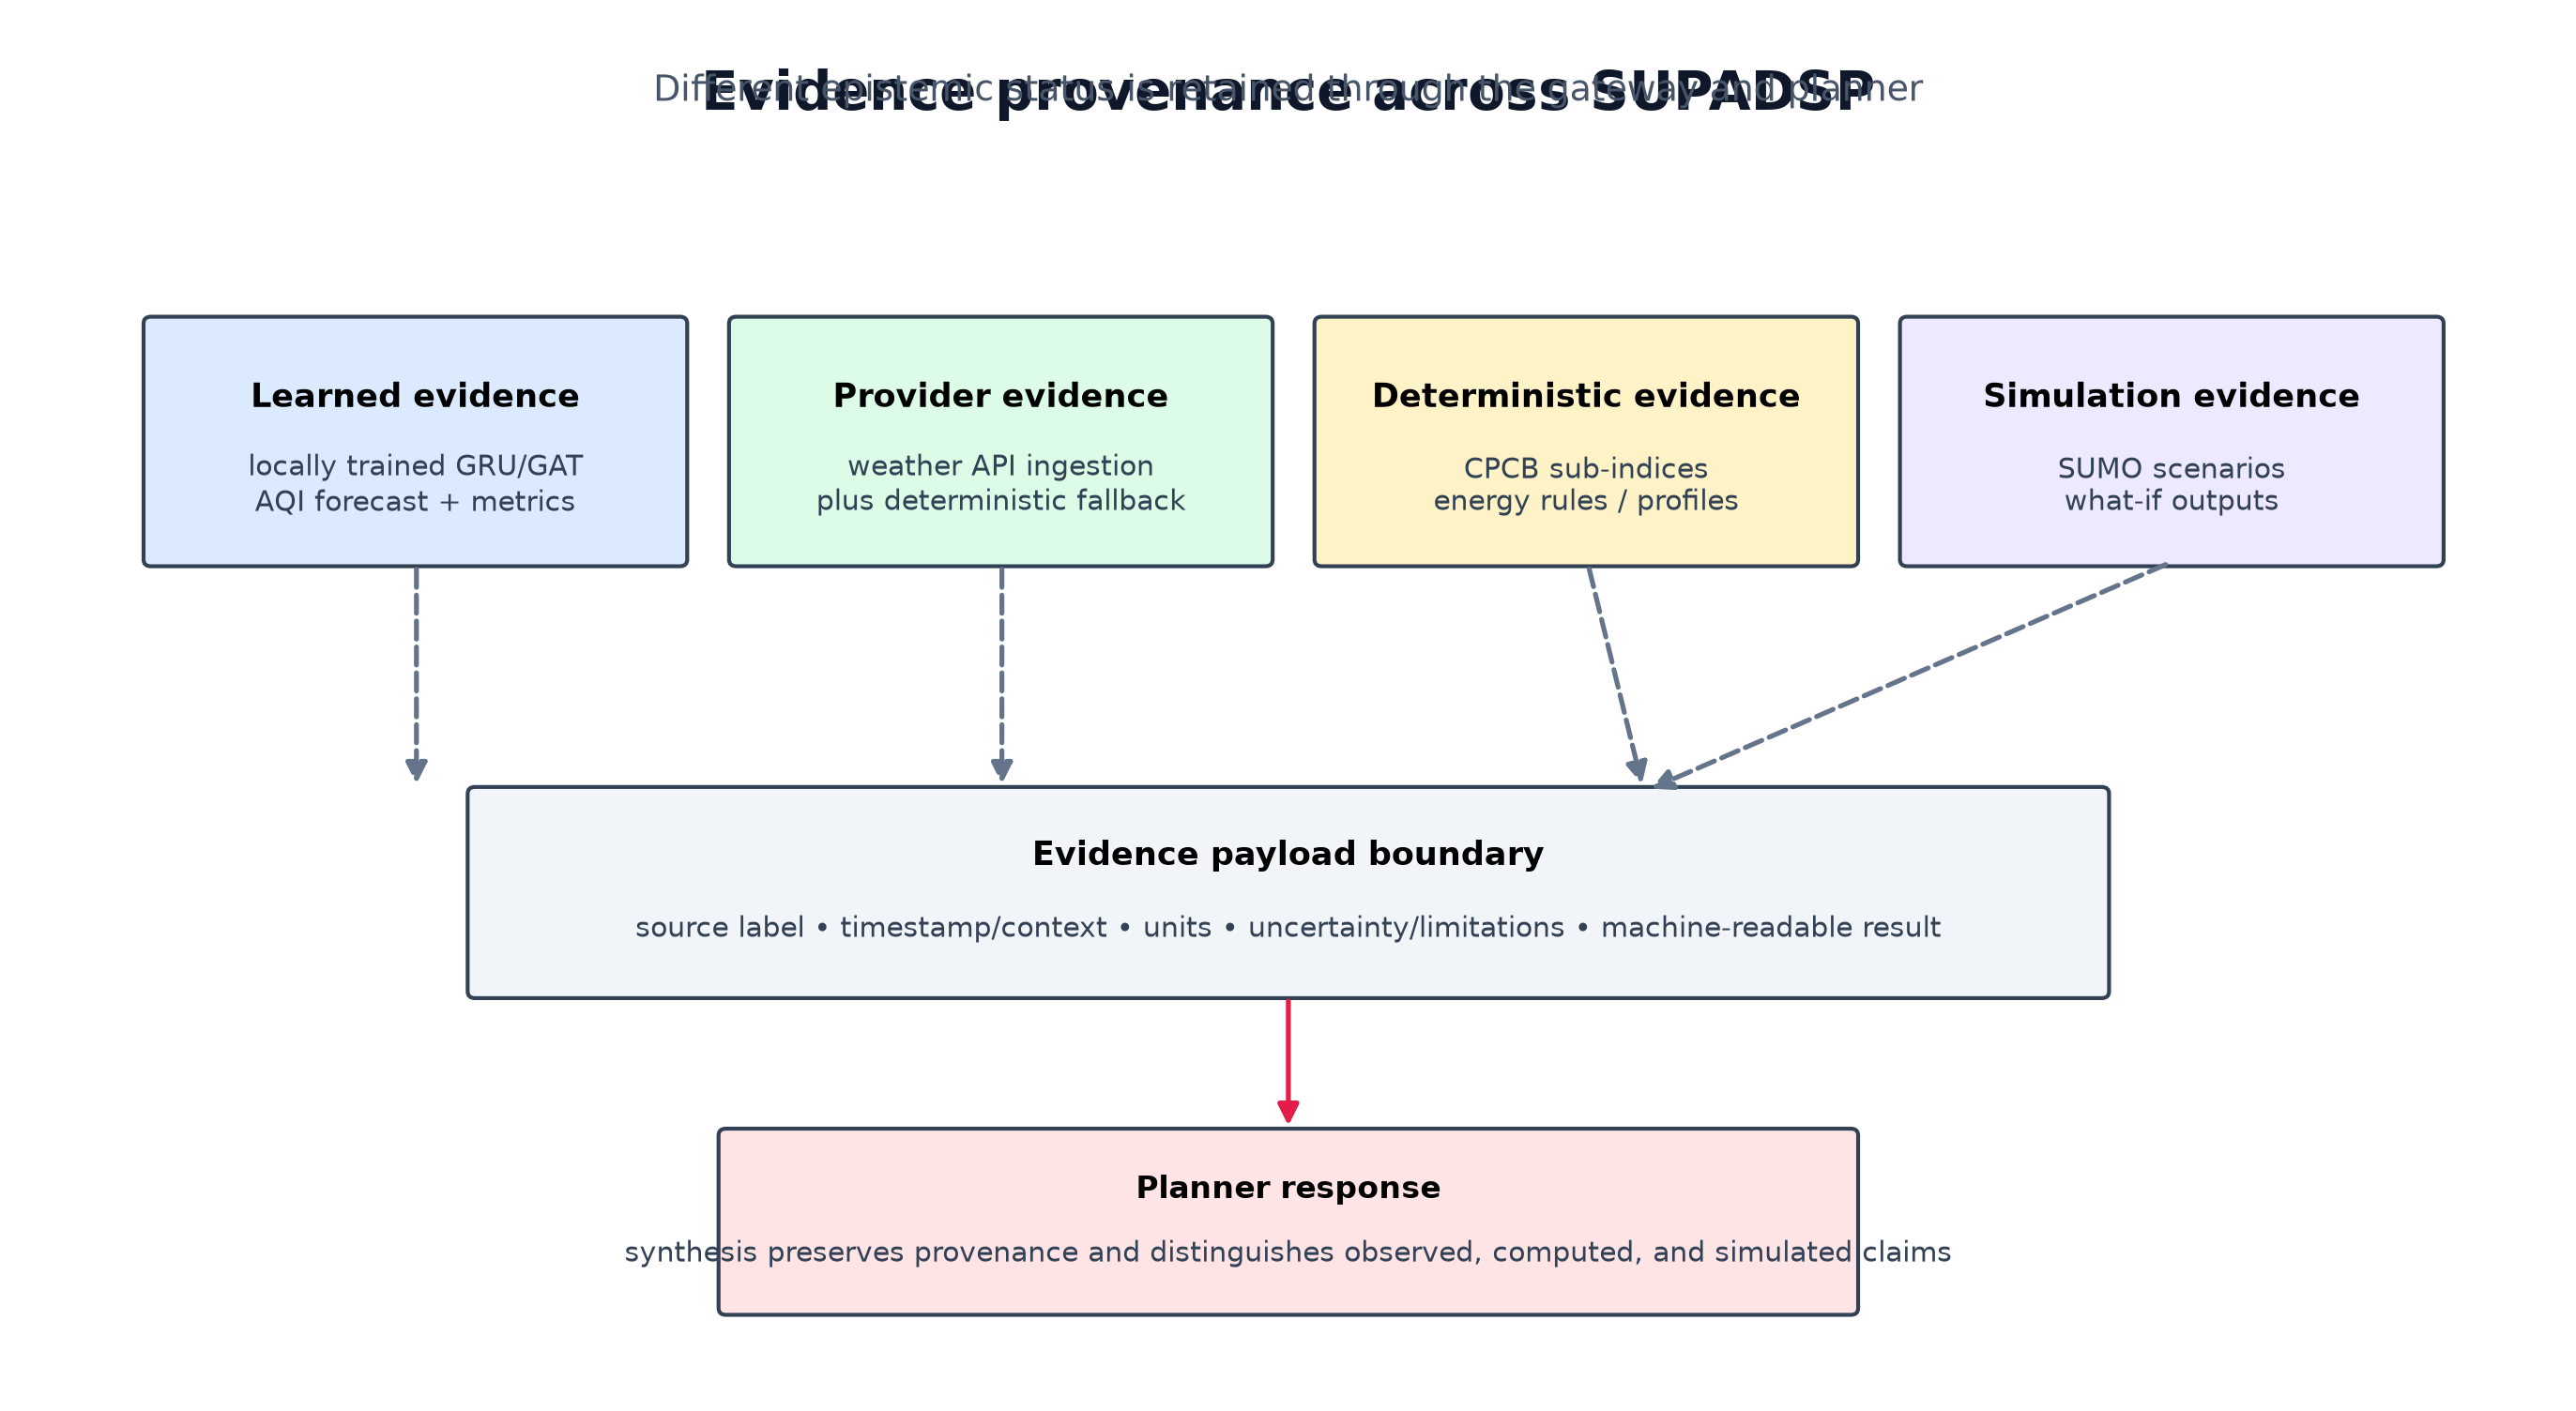 Evidence provenance across SUPADSP
Different epistemic status is retained through the gateway and planner
Learned evidence
locally trained GRU/GAT
AQI forecast + metrics
Provider evidence
weather API ingestion
plus deterministic fallback
Deterministic evidence
CPCB sub-indices
energy rules / profiles
Simulation evidence
SUMO scenarios
what-if outputs
Evidence payload boundary
source label • timestamp/context • units • uncertainty/limitations • machine-readable result
Planner response
synthesis preserves provenance and distinguishes observed, computed, and simulated claims